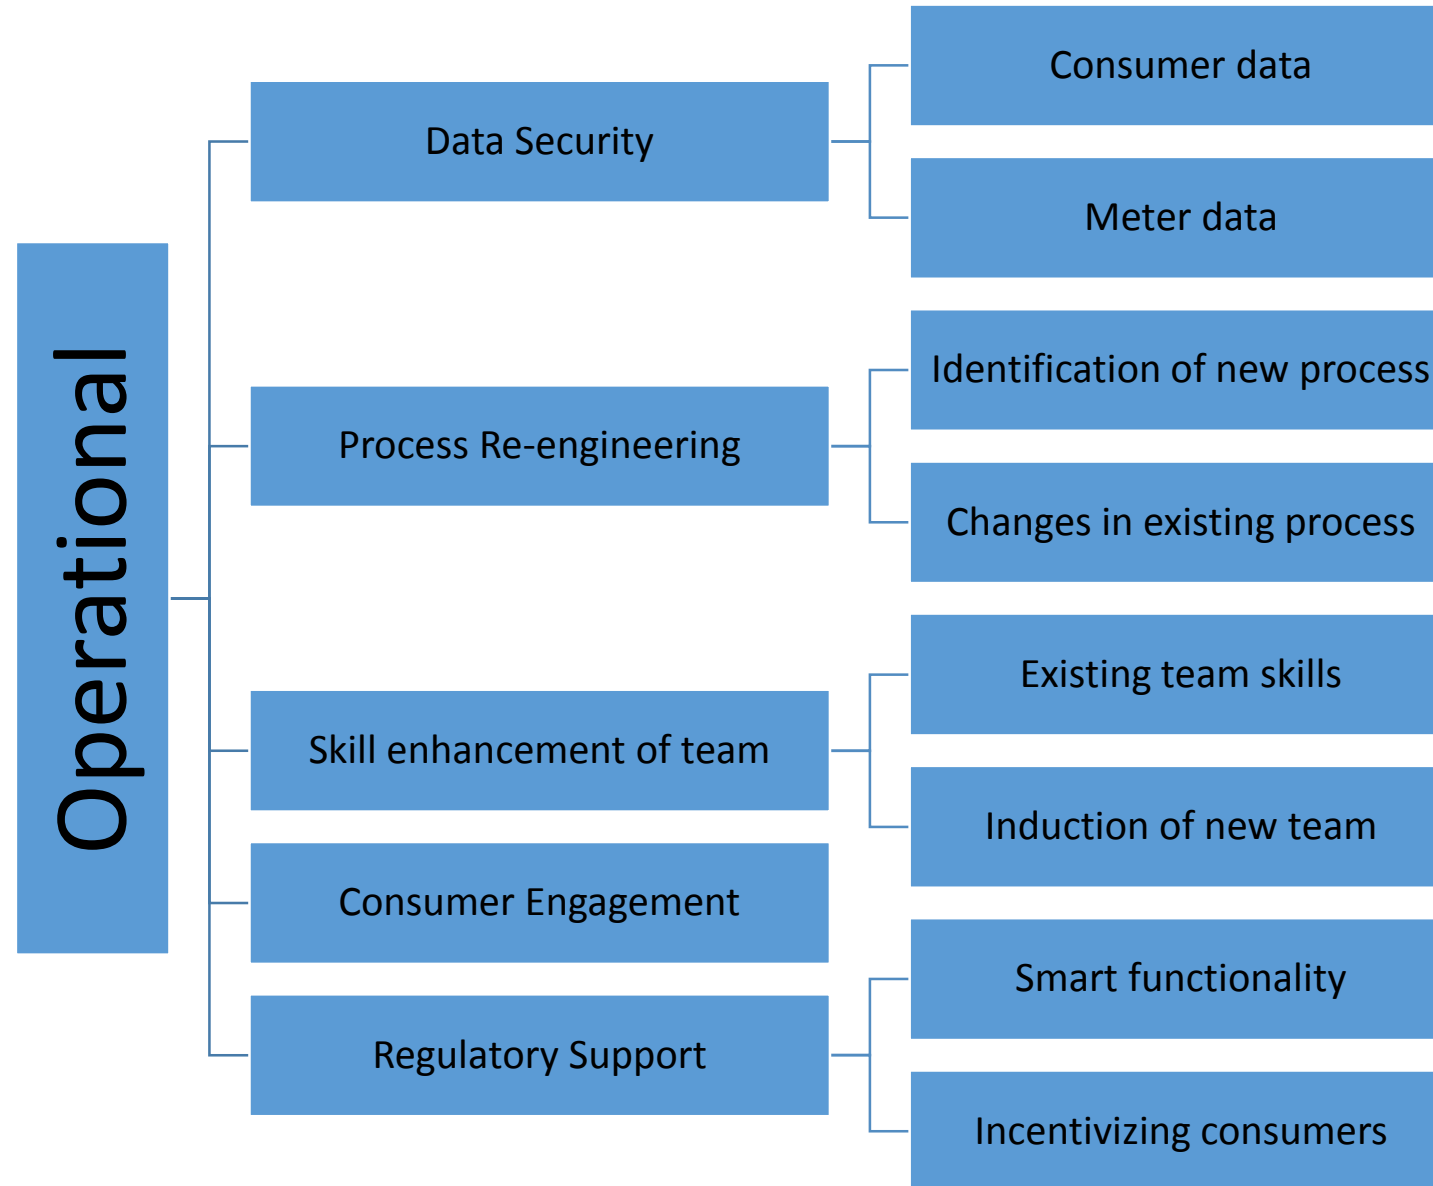 Operational
Data Security
Consumer data
Meter data
Process Re-engineering
Identification of new process
Changes in existing process
Skill enhancement of team
Existing team skills
Induction of new team
Consumer Engagement
Regulatory Support
Smart functionality
Incentivizing consumers